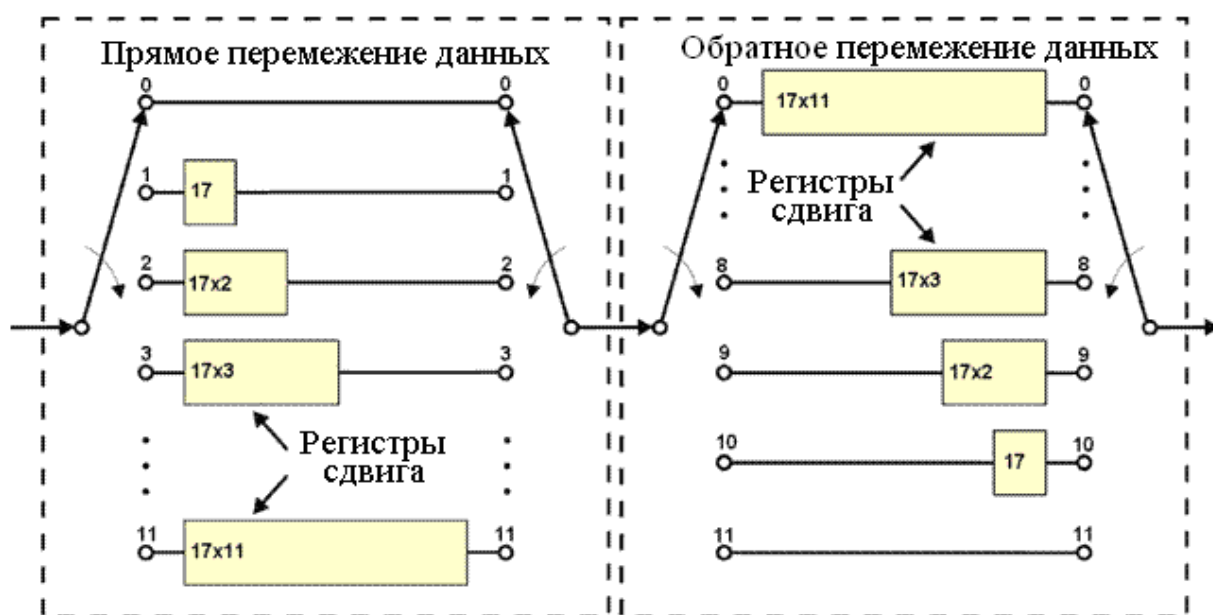 Прямое перемежение данных
0 0
1 17 1
2 17x2 2
3 17x3 3
Регистры
сдвига
11 17x11 11
Обратное перемежение данных
0 17x11 0
Регистры
сдвига
8 17x3 8
9 17x2 9
10 17 10
11 11